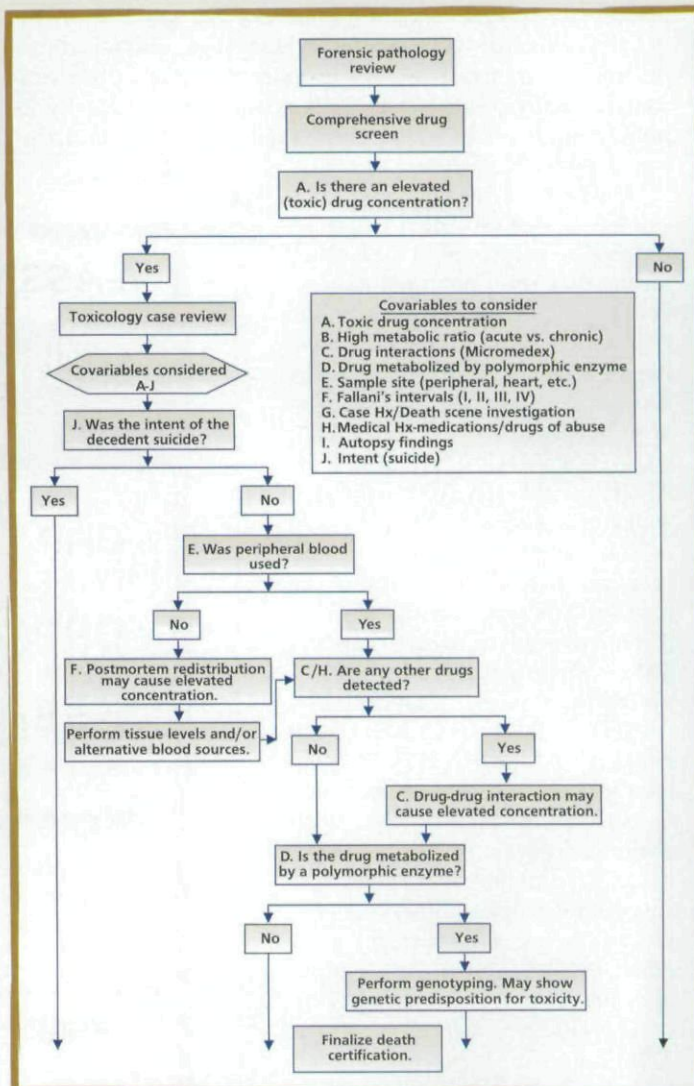 Forensic pathology
review
Comprehensive drug
screen
A. Is there an elevated
(toxic) drug concentration?
Yes
No
Toxicology case review
Covariables considered
A-J
Covariables to consider
A. Toxic drug concentration
B. High metabolic ratio (acute vs. chronic)
C. Drug interactions (Micromedex)
D. Drug metabolized by polymorphic enzyme
E. Sample site (peripheral, heart, etc.)
F. Fallani's intervals (I, II, III, IV)
G. Case Hx/Death scene investigation
H. Medical Hx-medications/drugs of abuse
I. Autopsy findings
J. Intent (suicide)
J. Was the intent of the
decedent suicide?
Yes
No
E. Was peripheral blood
used?
No
Yes
F. Postmortem redistribution
may cause elevated
concentration.
C/H. Are any other drugs
detected?
Perform tissue levels and/or
alternative blood sources.
No
Yes
C. Drug-drug interaction may
cause elevated concentration.
D. Is the drug metabolized
by a polymorphic enzyme?
No
Yes
Perform genotyping. May show
genetic predisposition for toxicity.
Finalize death
certification.